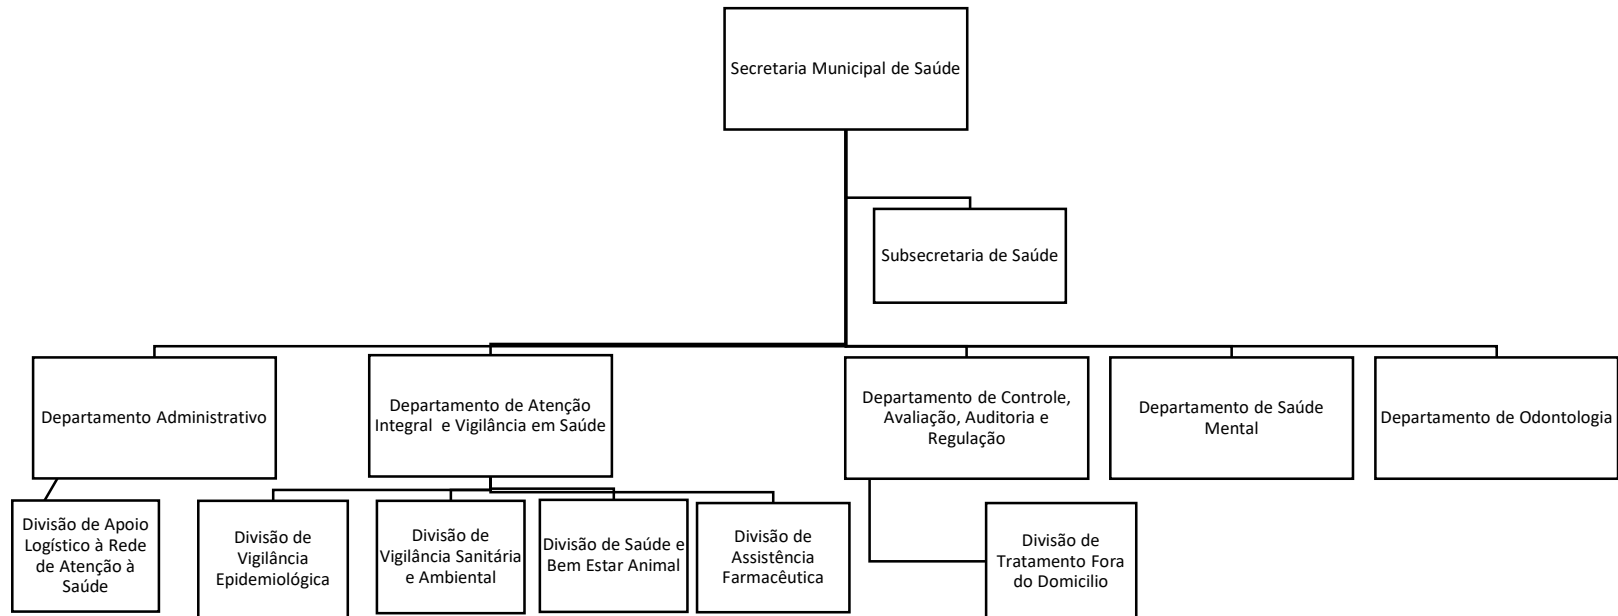 Secretaria Municipal de Saúde
Subsecretaria de Saúde
Departamento Administrativo
Departamento de Atenção
Integral e Vigilância em Saúde
Departamento de Controle,
Avaliação, Auditoria e
Regulação
Departamento de Saúde
Mental
Departamento de Odontologia
Divisão de Apoio
Logístico à Rede
de Atenção à
Saúde
Divisão de
Vigilância
Epidemiológica
Divisão de
Vigilância Sanitária
e Ambiental
Divisão de Saúde e
Bem Estar Animal
Divisão de
Assistência
Farmacêutica
Divisão de
Tratamento Fora
do Domicilio